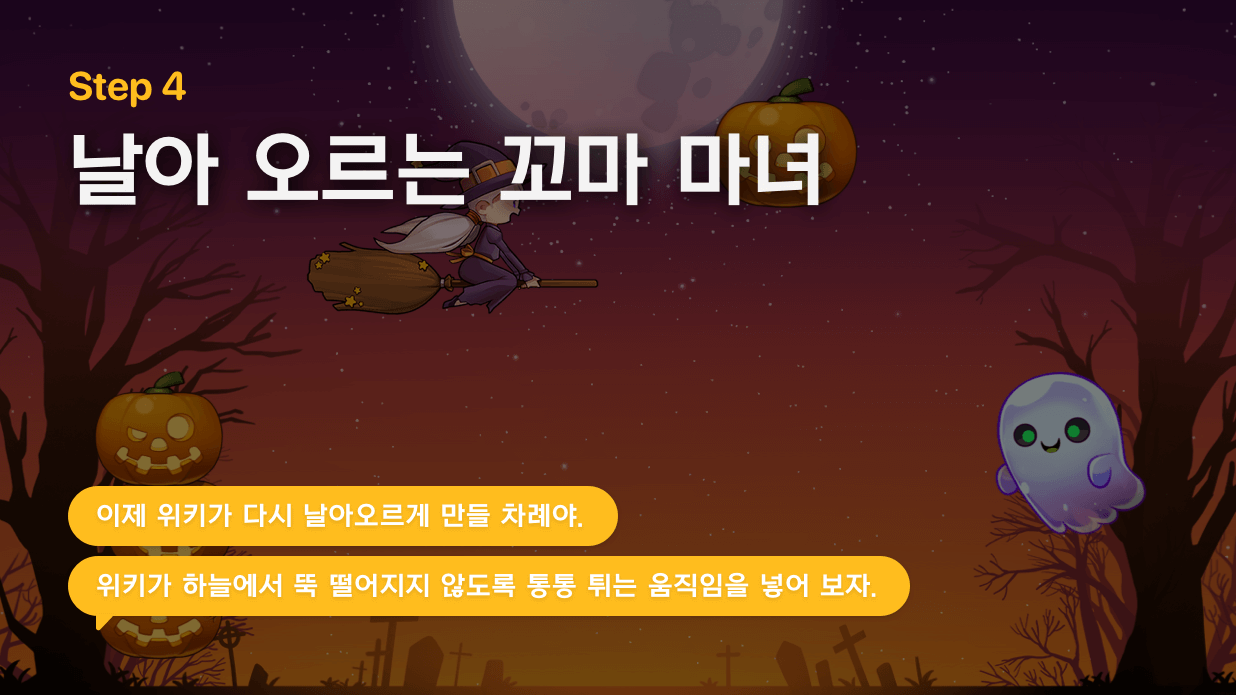 Step 4
날아 오르는 꼬마 마녀
이제 위키가 다시 날아오르게 만들 차례야.
위키가 하늘에서 뚝 떨어지지 않도록 통통 튀는 움직임을 넣어 보자.